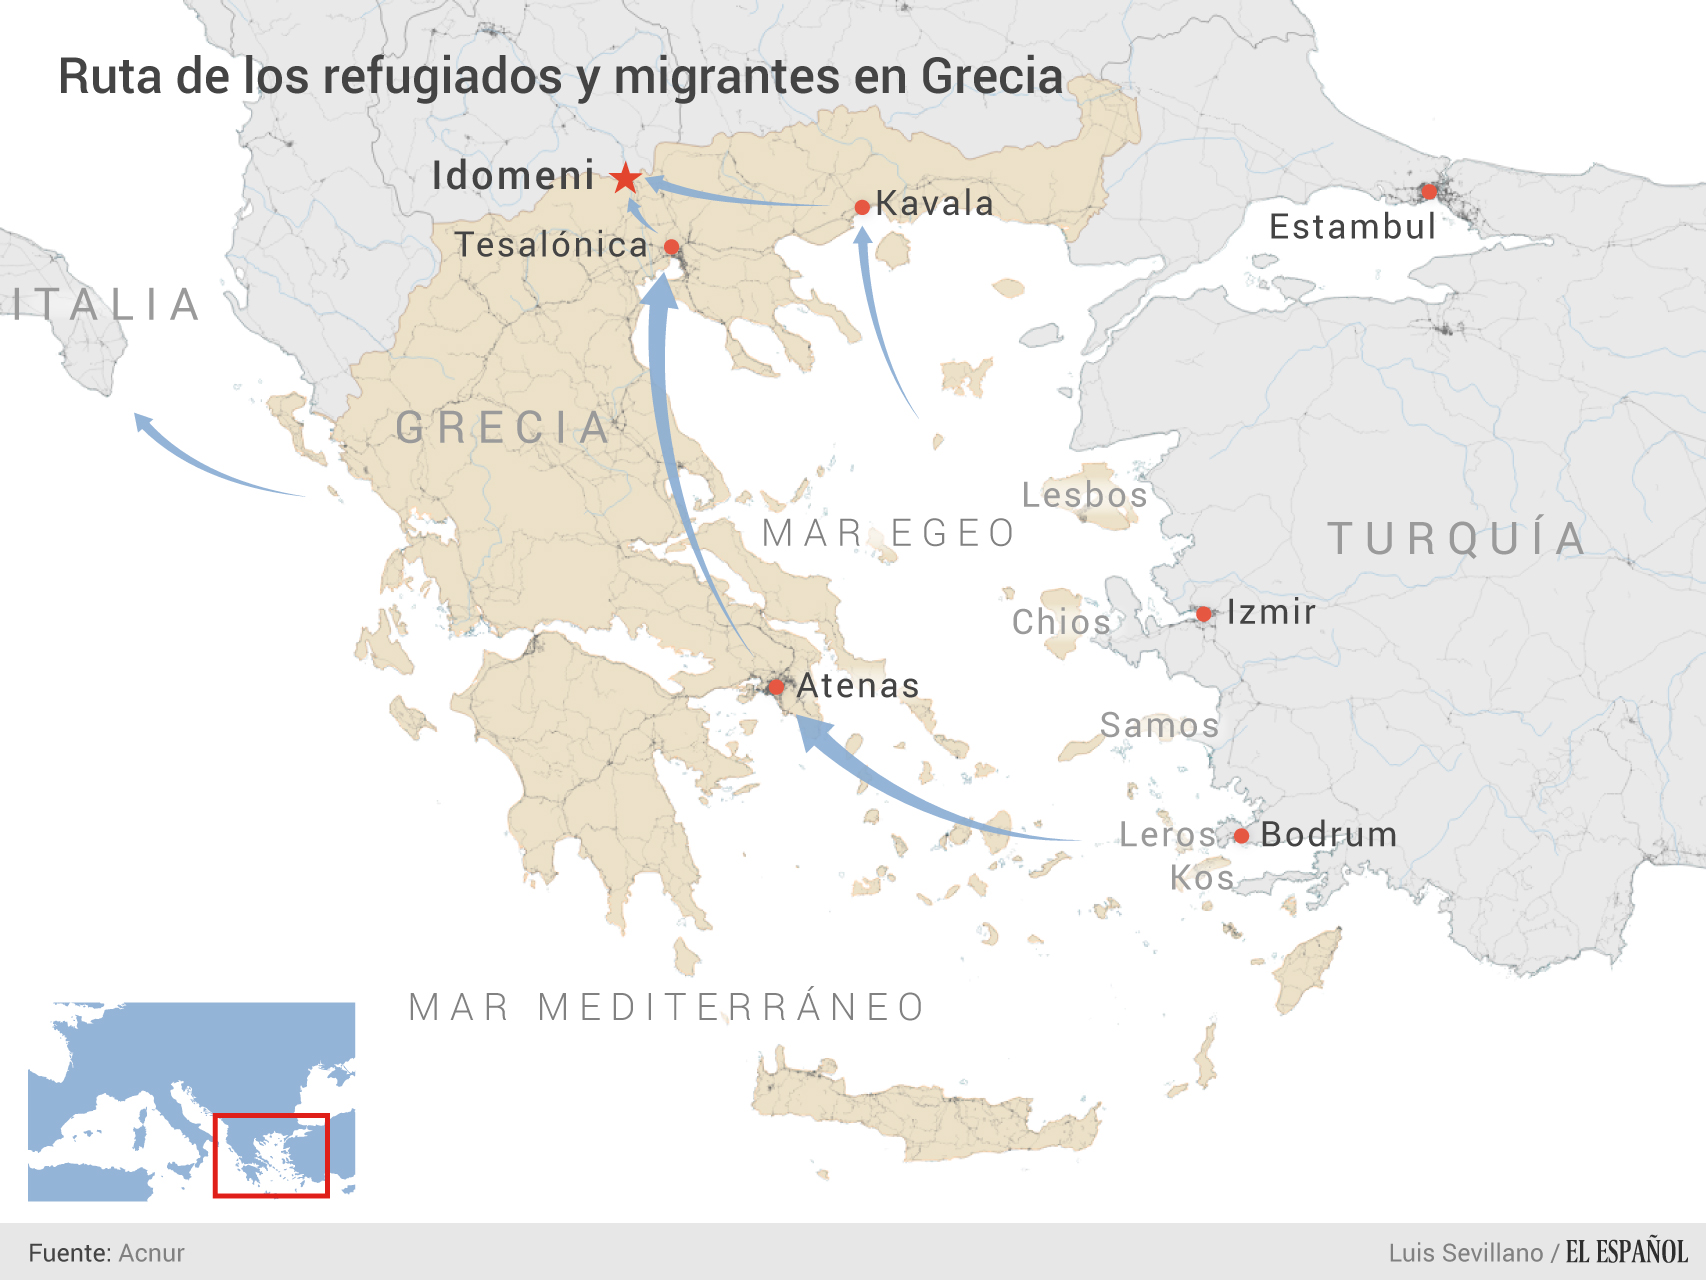 Ruta de los refugiados y migrantes en Grecia
Idomeni
Kavala
Estambul
Tesalónica
ITALIA
GRECIA
Lesbos
MAR EGEO
TURQUÍA
Chios
Izmir
Atenas
Samos
Leros
Bodrum
Kos
MAR MEDITERRÁNEO
Fuente: Acnur
Luis Sevillano / EL ESPAÑOL